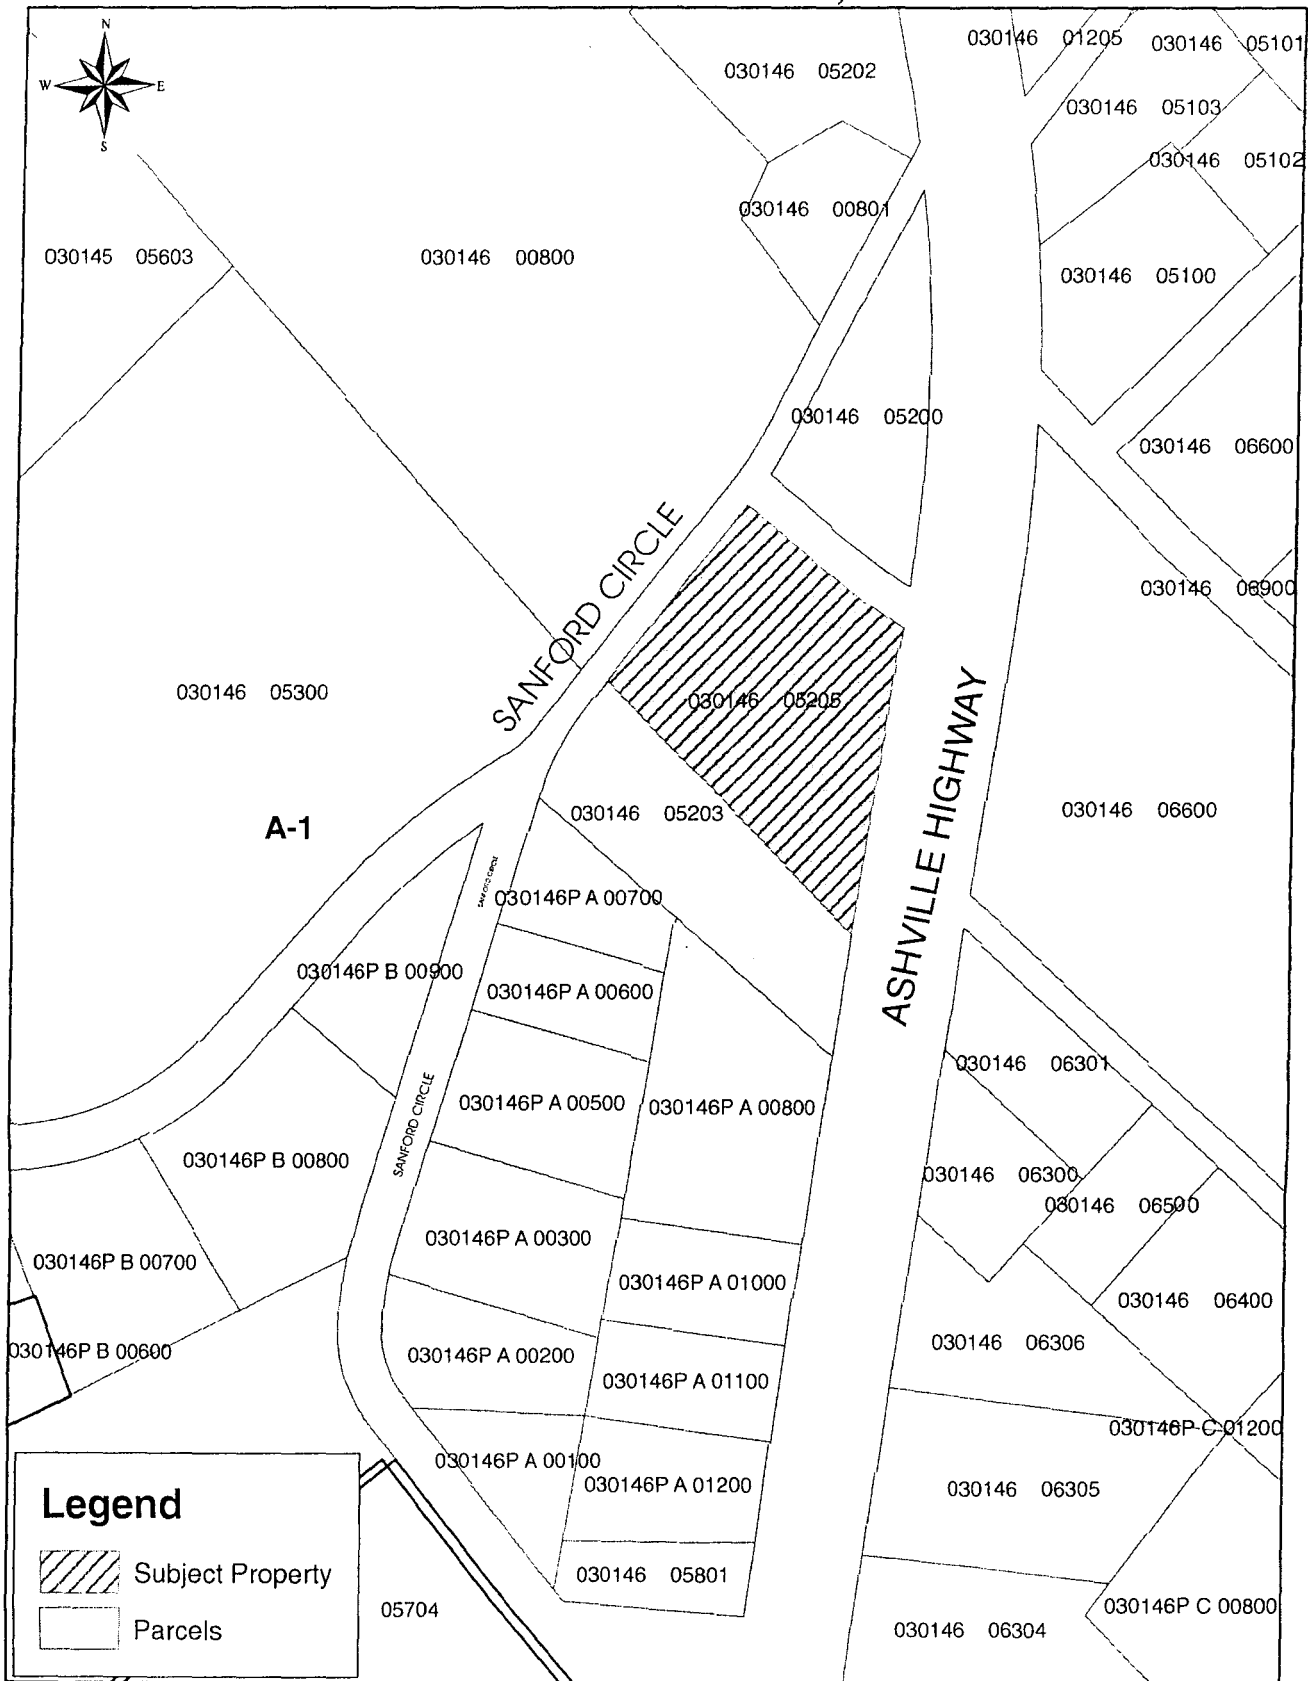 N
W E
S
030146 01205
030146 05101
030146 05202
030146 05103
030146 05102
030146 00801
030145 05603
030146 00800
030146 05100
030146 05200
030146 06600
SANFORD CIRCLE
030146 06900
030146 05300
030146 05205
ASHVILLE HIGHWAY
030146 05203
030146 06600
A-1
SANFORD CIRCLE
030146P A 00700
030146P B 00900
030146P A 00600
030146 06301
SANFORD CIRCLE
030146P A 00500
030146P A 00800
030146P B 00800
030146 06300
030146 06500
030146P A 00300
030146P B 00700
030146P A 01000
030146 06400
030146P B 00600
030146P A 00200
030146 06306
030146P A 01100
030146P C 01200
030146P A 00100
030146P A 01200
030146 06305
Legend
Subject Property
Parcels
030146 05801
05704
030146P C 00800
030146 06304